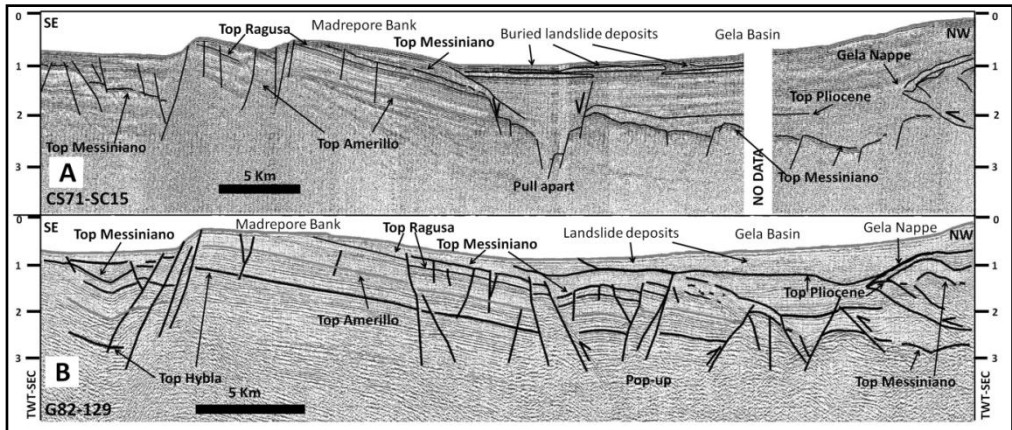 0 SE Madrepore Bank Buried landslide deposits Gela Basin NW 0
Top Ragusa Top Messiniano
Gela Nappe
1 1
Top Pliocene
2 2
Top Messiniano Top Amerillo
3 A Pull apart NO DATA Top Messiniano 3
5 Km
CS71-SC15
0 SE Madrepore Bank Top Ragusa Landslide deposits Gela Basin Gela Nappe NW 0
Top Messiniano Top Messiniano
1 1
Top Pliocene
2 Top Amerillo 2
3 3
Top Hybla Pop-up Top Messiniano
B 5 Km
TWT-SEC G82-129 TWT-SEC